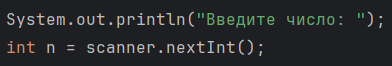 System.out.println("Введите число: ");
int n = scanner.nextInt();